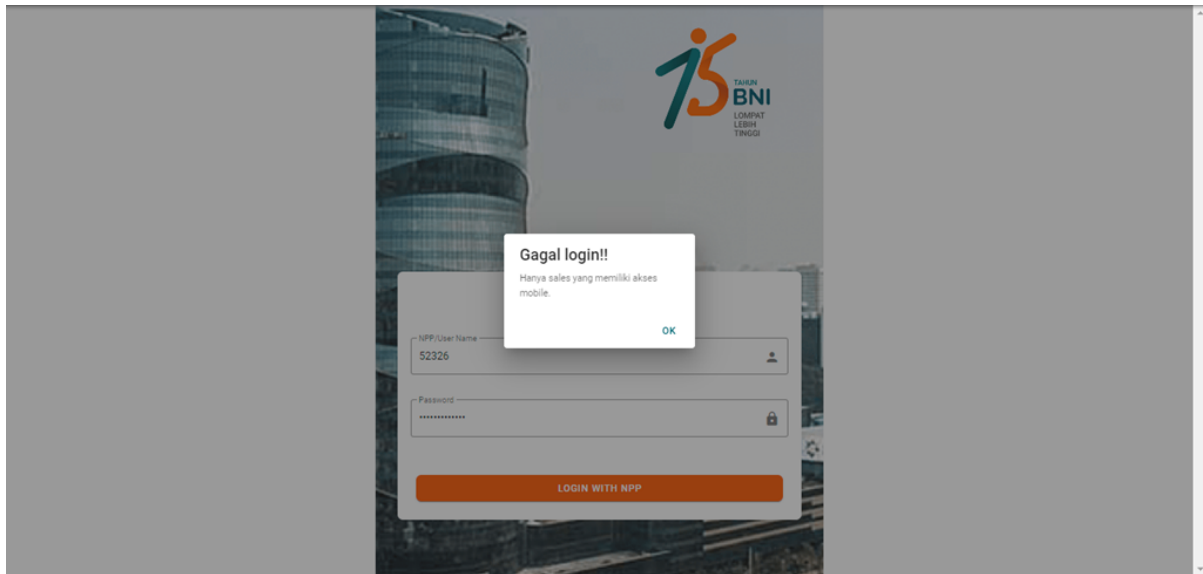 75
TAHUN
BNI
LOMPAT
LEBIH
TINGGI
Gagal login!!
Hanya sales yang memiliki akses
mobile.
OK
NPP/User Name
52326
Password
•••••••••••••
LOGIN WITH NPP